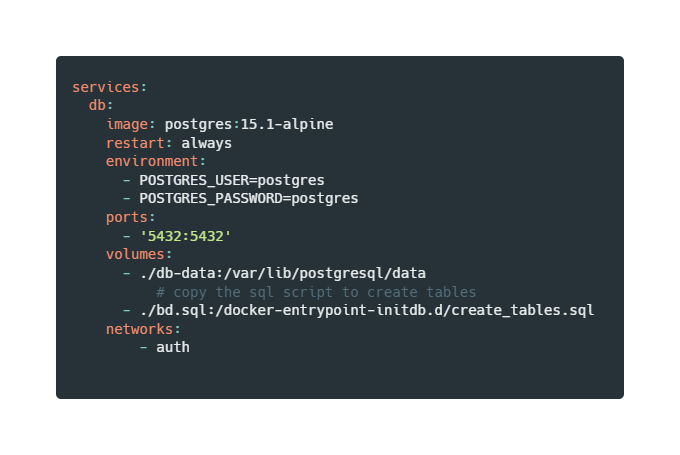 services:
  db:
    image: postgres:15.1-alpine
    restart: always
    environment:
      - POSTGRES_USER=postgres
      - POSTGRES_PASSWORD=postgres
    ports:
      - '5432:5432'
    volumes:
      - ./db-data:/var/lib/postgresql/data
          # copy the sql script to create tables
      - ./bd.sql:/docker-entrypoint-initdb.d/create_tables.sql
    networks:
        - auth